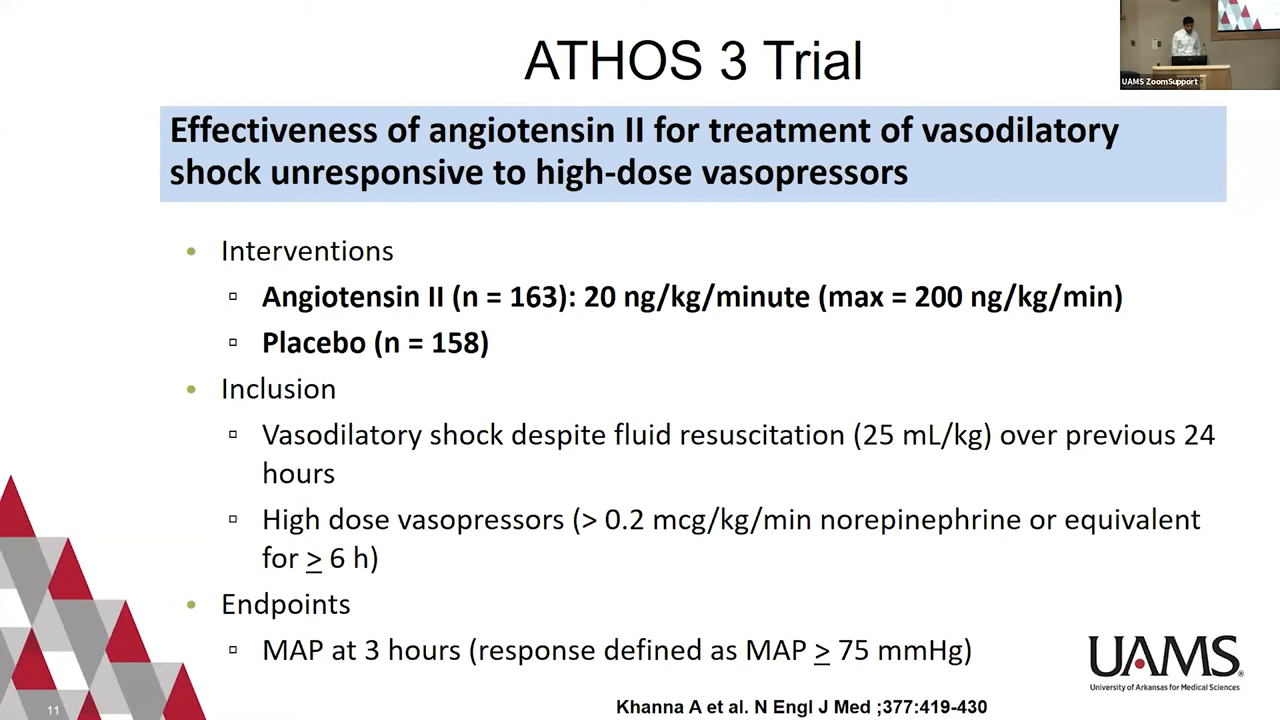 ATHOS 3 Trial
UAMS ZoomSupport
Effectiveness of angiotensin II for treatment of vasodilatory
shock unresponsive to high-dose vasopressors
• Interventions
▫ Angiotensin II (n = 163): 20 ng/kg/minute (max = 200 ng/kg/min)
▫ Placebo (n = 158)
• Inclusion
▫ Vasodilatory shock despite fluid resuscitation (25 mL/kg) over previous 24
hours
▫ High dose vasopressors (> 0.2 mcg/kg/min norepinephrine or equivalent
for ≥ 6 h)
• Endpoints
▫ MAP at 3 hours (response defined as MAP ≥ 75 mmHg)
UAMS®
University of Arkansas for Medical Sciences
Khanna A et al. N Engl J Med ;377:419-430
11